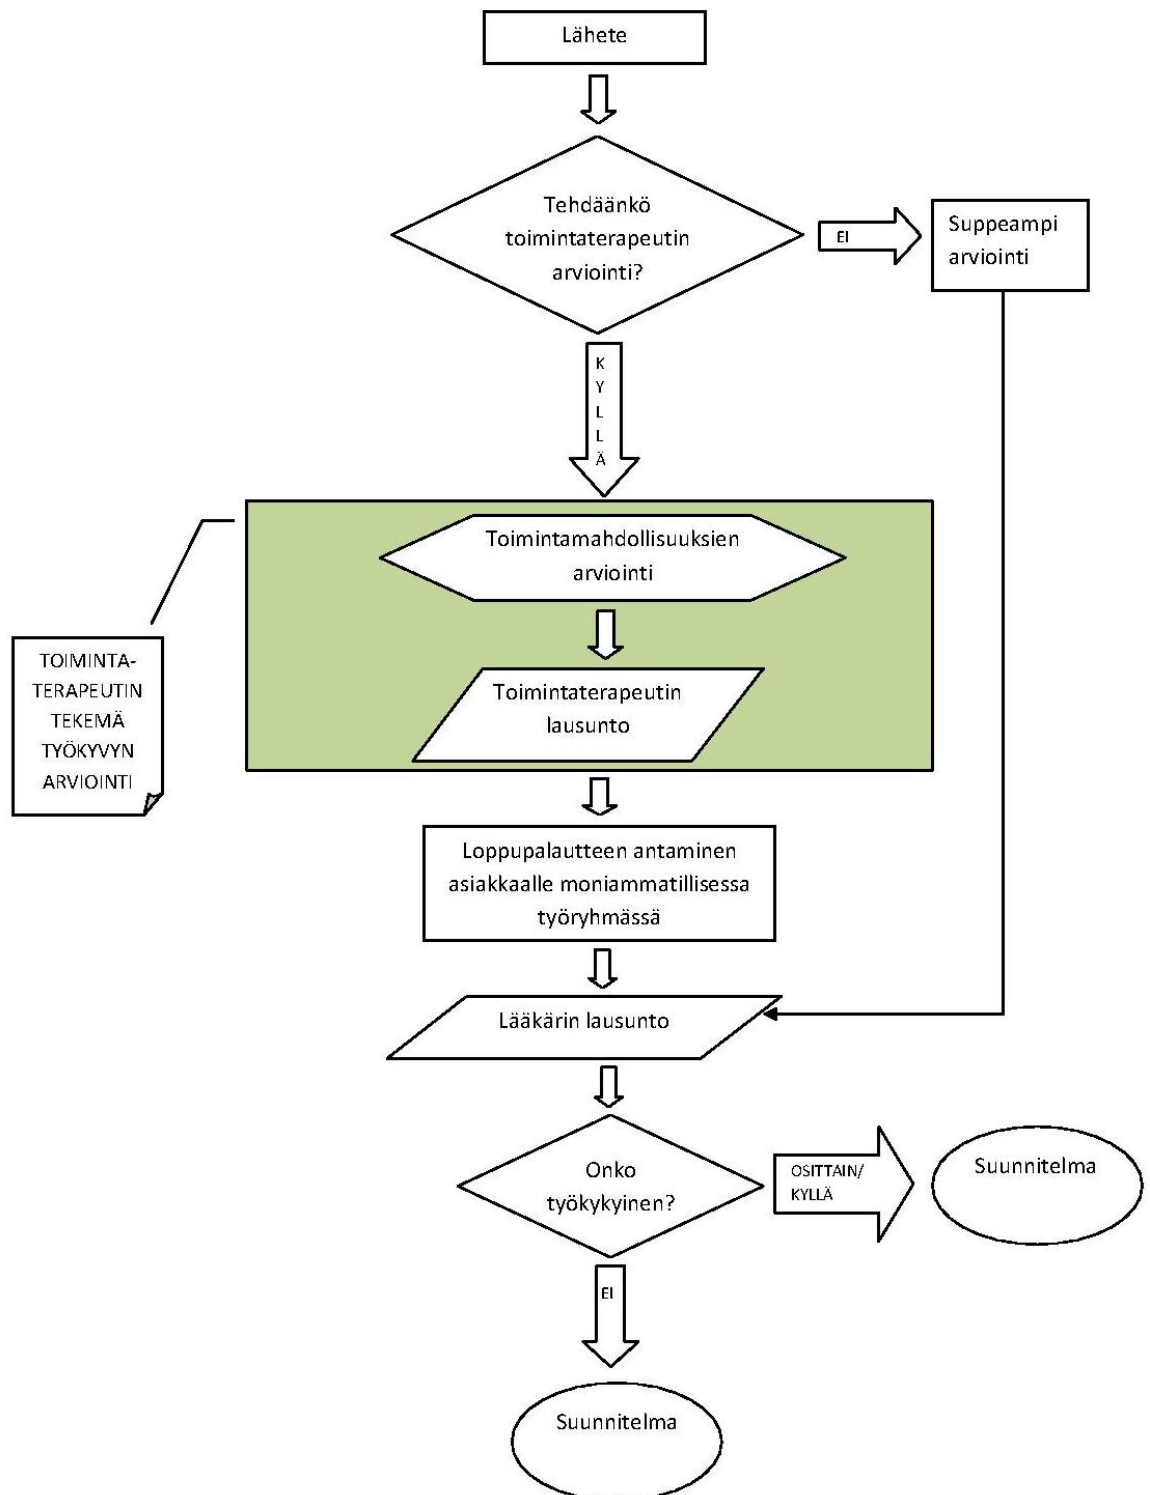 Lähete
Tehdäänkö
toimintaterapeutin
arviointi?
EI
Suppeampi
arviointi
K
Y
L
L
Ä
Toimintamahdollisuuksien
arviointi
Toimintaterapeutin
lausunto
TOIMINTA-
TERAPEUTIN
TEKEMÄ
TYÖKYVYN
ARVIOINTI
Loppupalautteen antaminen
asiakkaalle moniammatillisessa
työryhmässä
Lääkärin lausunto
Onko
työkykyinen?
OSITTAIN/
KYLLÄ
Suunnitelma
EI
Suunnitelma